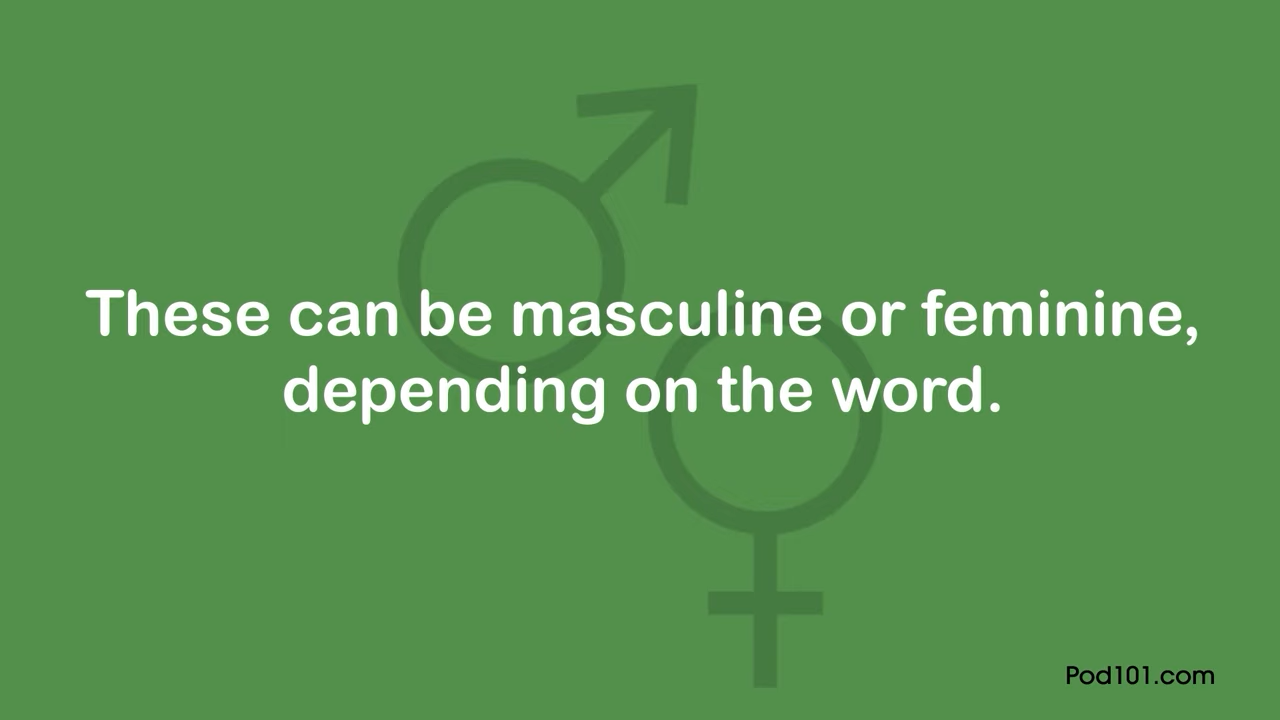 These can be masculine or feminine,
depending on the word.
Pod101.com